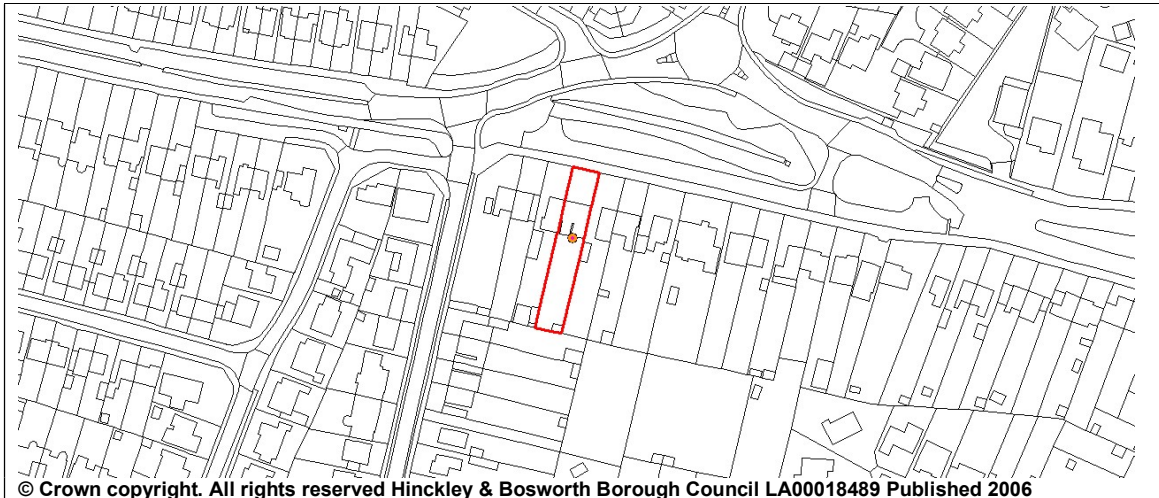 © Crown copyright. All rights reserved Hinckley & Bosworth Borough Council LA00018489 Published 2006